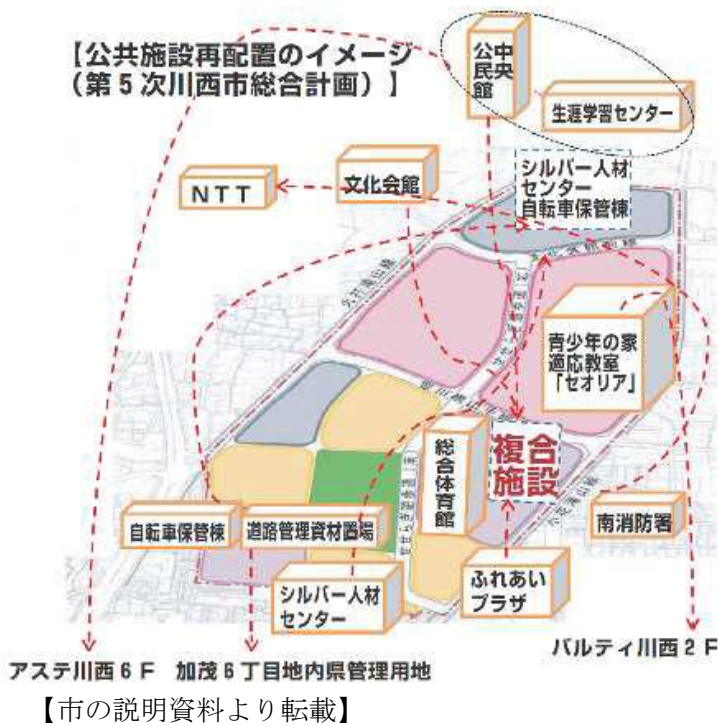 【公共施設再配置のイメージ
(第5次川西市総合計画)】
中央
公民館
生涯学習センター
シルバー人材
センター
自転車保管棟
NTT
文化会館
青少年の家
適応教室
「セオリア」
複合
施設
総合体育館
自転車保管棟
道路管理資材置場
南消防署
シルバー人材
センター
ふれあい
プラザ
パルティ川西2F
アステ川西6F
加茂6丁目地内県管理用地
【市の説明資料より転載】